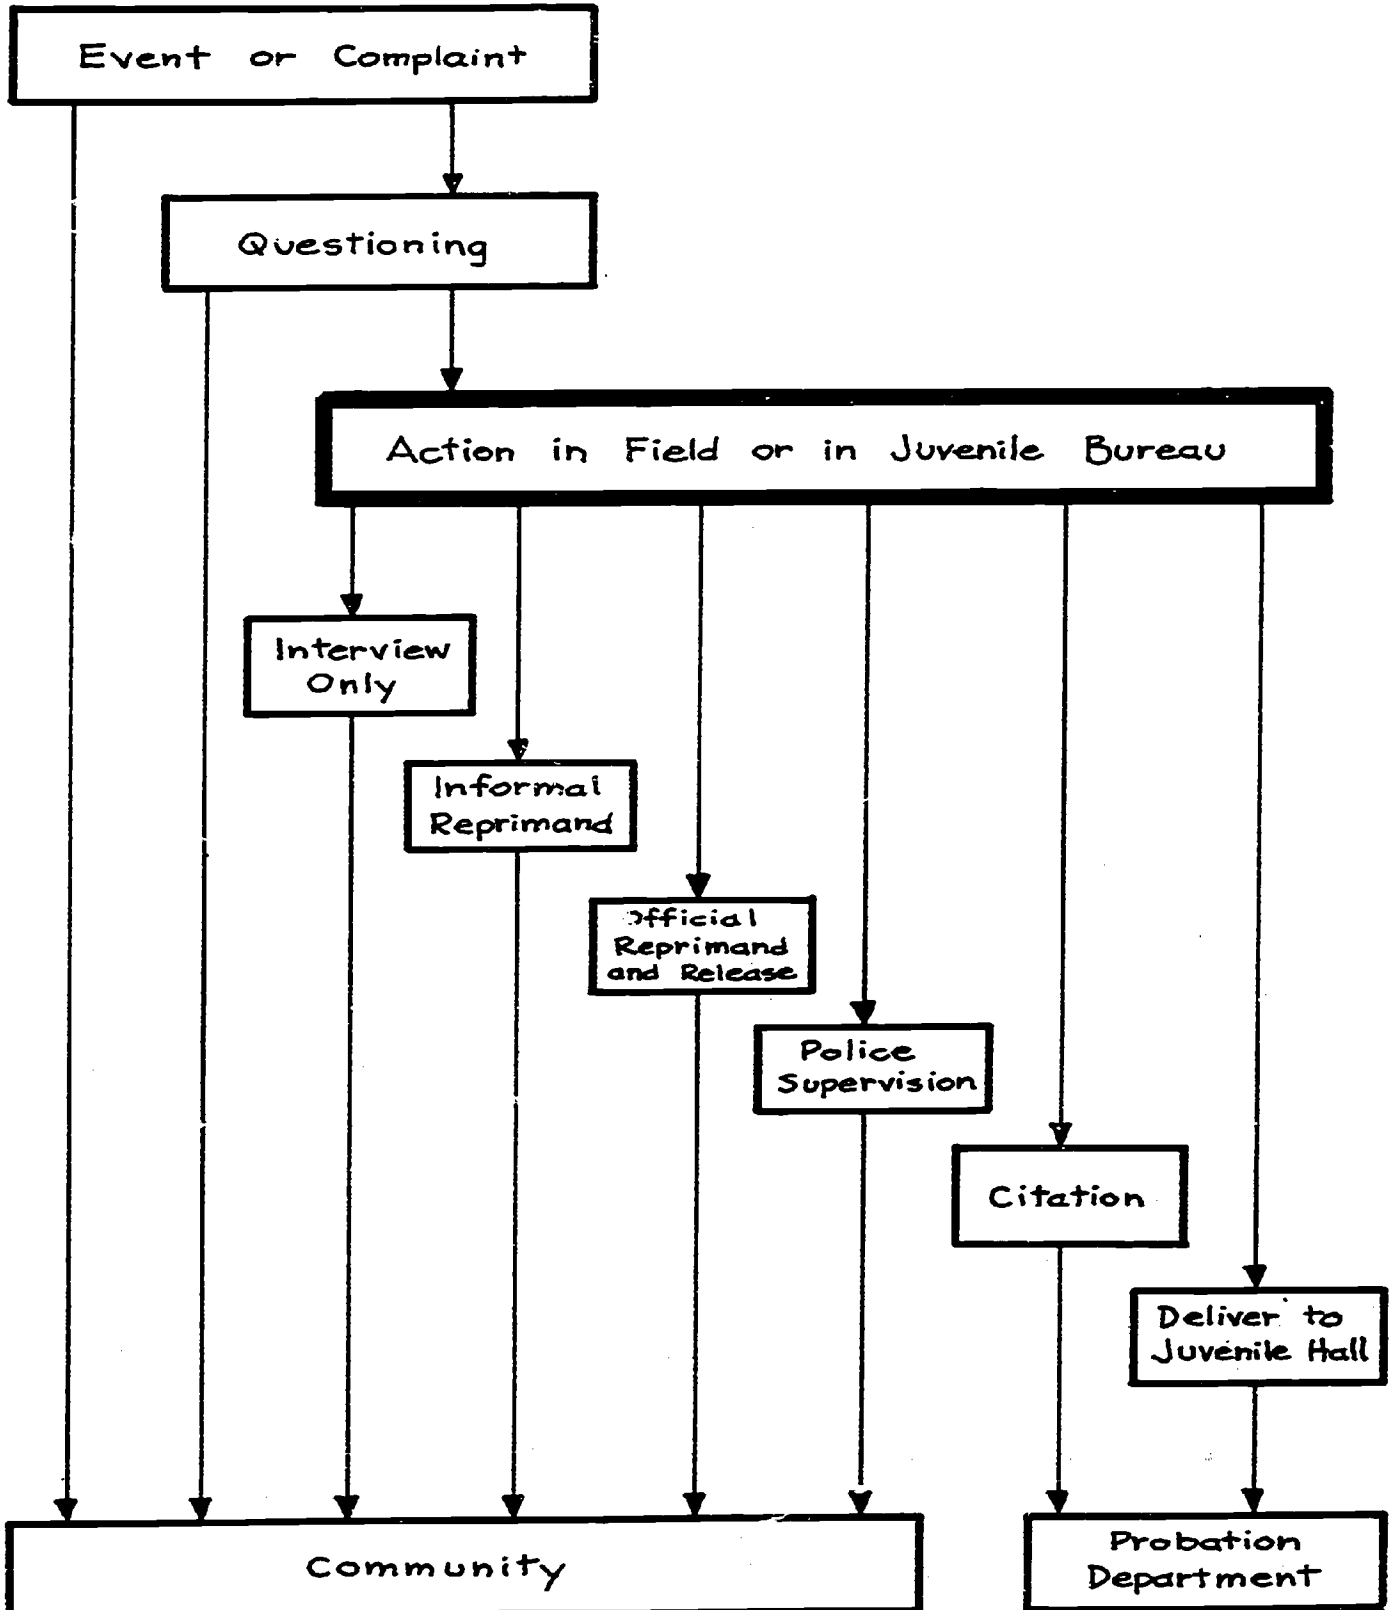 Event or Complaint
Questioning
Action in Field or in Juvenile Bureau
Interview
Only
Informal
Reprimand
Official
Reprimand
and Release
Police
Supervision
Citation
Deliver to
Juvenile Hall
Community
Probation
Department